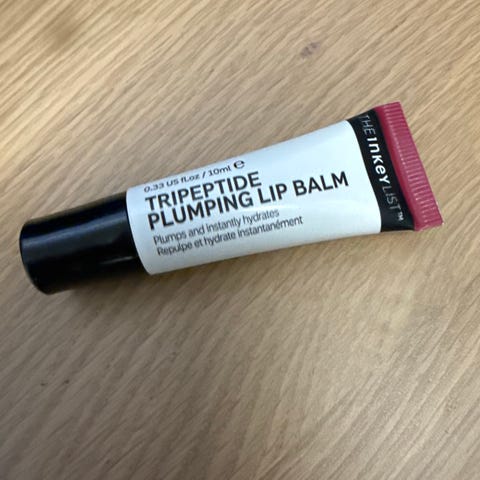 0.33 US fl.oz / 10ml ℮
TRIPEPTIDE
PLUMPING LIP BALM
Plumps and instantly hydrates
Repulpe et hydrate instantanément
THE INKEY LIST™